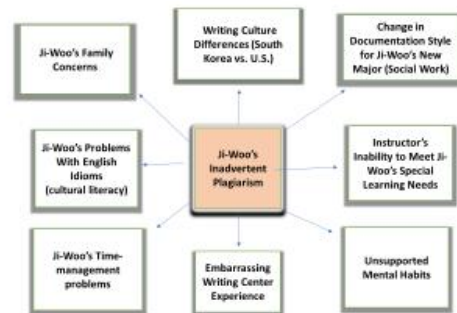 Ji-Woo's Family
Concerns
Writing Culture
Differences (South
Korea vs. U.S.)
Change in
Documentation Style
for Ji-Woo's New
Major (Social Work)
Ji-Woo's Problems
With English
Idioms
(cultural literacy)
Ji-Woo's
Inadvertent
Plagiarism
Instructor's
Inability to Meet Ji-
Woo's Special
Learning Needs
Ji-Woo's Time-
management
problems
Embarrassing
Writing Center
Experience
Unsupported
Mental Habits